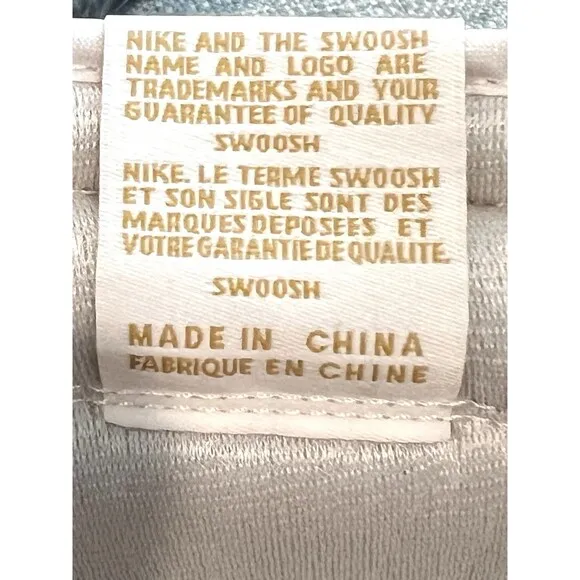 NIKE AND THE SWOOSH
NAME AND LOGO ARE
TRADEMARKS AND YOUR
GUARANTEE OF QUALITY
SWOOSH
NIKE. LE TERME SWOOSH
ET SON SIGLE SONT DES
MARQUES DEPOSEES ET
VOTRE GARANTIE DE QUALITE.
SWOOSH
MADE IN CHINA
FABRIQUE EN CHINE